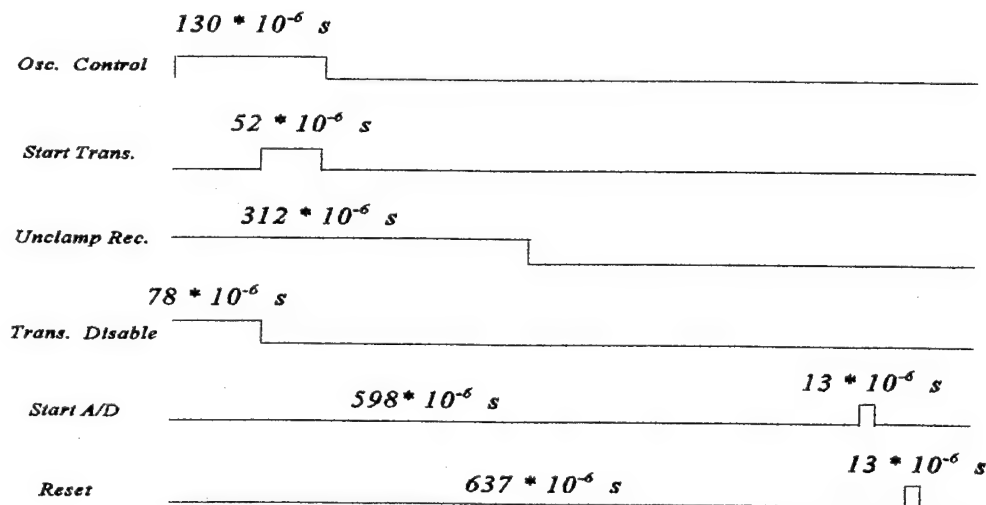 130 * 10⁻⁶ s
Osc. Control
52 * 10⁻⁶ s
Start Trans.
312 * 10⁻⁶ s
Unclamp Rec.
78 * 10⁻⁶ s
Trans. Disable
13 * 10⁻⁶ s
Start A/D 598* 10⁻⁶ s
13 * 10⁻⁶ s
Reset 637 * 10⁻⁶ s